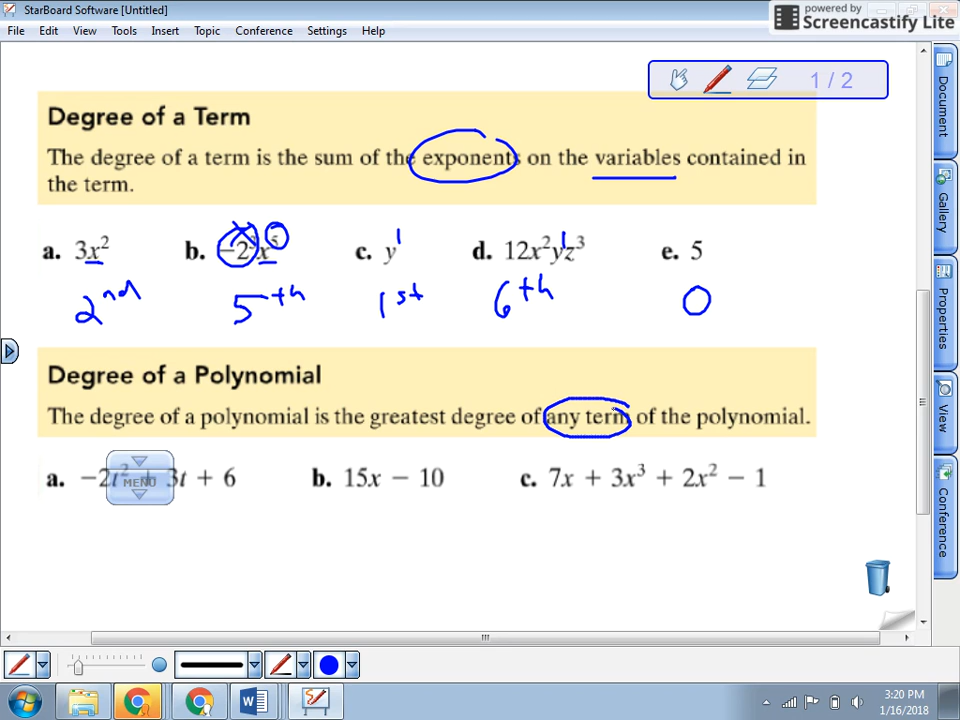 StarBoard Software [Untitled]
powered by
Screencastify Lite
File Edit View Tools Insert Topic Conference Settings Help
1 / 2
Degree of a Term
The degree of a term is the sum of the exponents on the variables contained in
the term.
a. 3x² b. −2³x⁵ c. y¹ d. 12x²y¹z³ e. 5
2nd 5th 1st 6th 0
Degree of a Polynomial
The degree of a polynomial is the greatest degree of any term of the polynomial.
a. −2t² + 3t + 6 b. 15x − 10 c. 7x + 3x³ + 2x² − 1
MENU
Document
Gallery
Properties
View
Conference
3:20 PM
1/16/2018